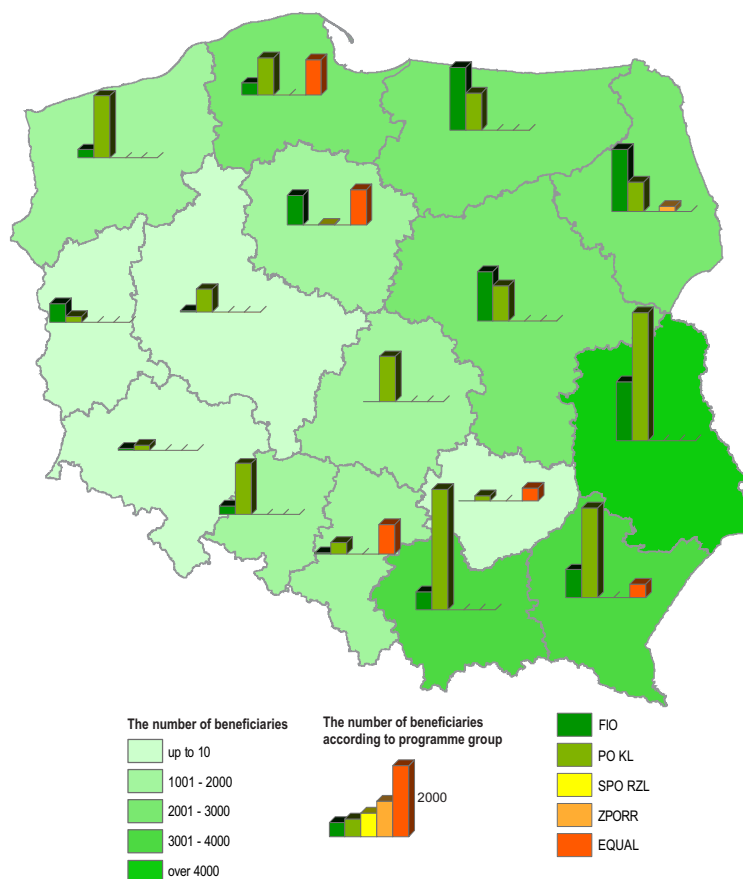 The number of beneficiaries
up to 10
1001 - 2000
2001 - 3000
3001 - 4000
over 4000
The number of beneficiaries
according to programme group
2000
FIO
PO KL
SPO RZL
ZPORR
EQUAL